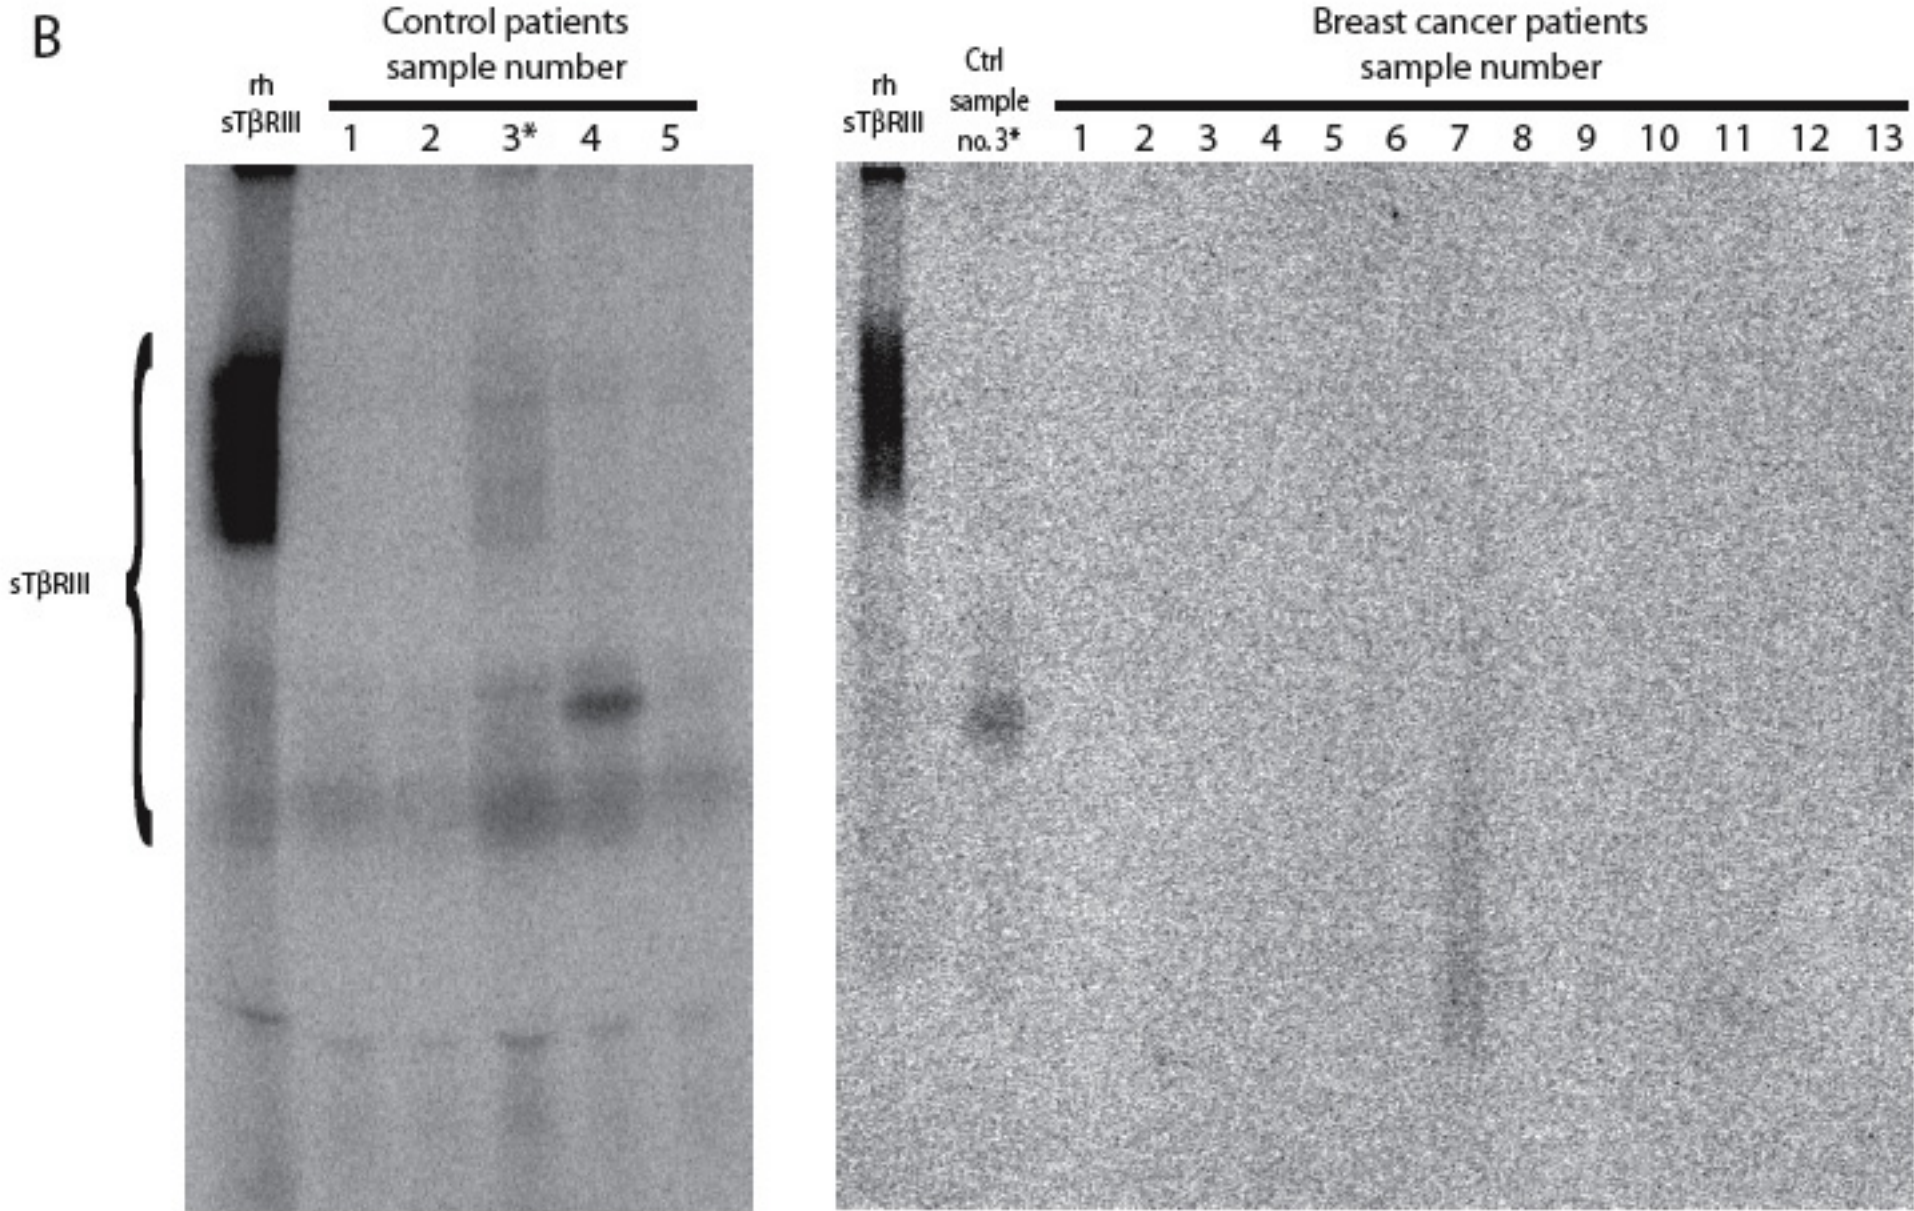 B
Control patients
sample number
rh
sTβRIII
1 2 3* 4 5
sTβRIII
Breast cancer patients
sample number
rh
sTβRIII
Ctrl
sample
no. 3*
1 2 3 4 5 6 7 8 9 10 11 12 13